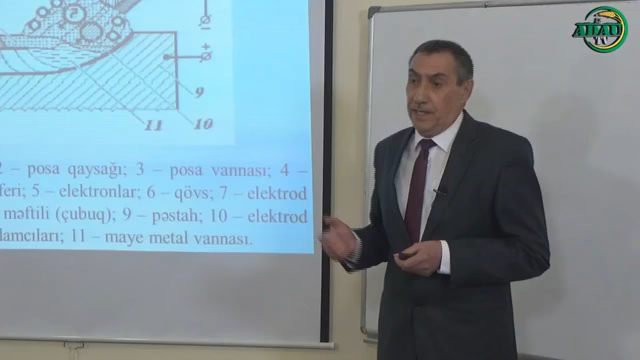 ADAU
9
11
10
2 – posa qaysağı; 3 – posa vannası; 4 –
feri; 5 – elektronlar; 6 – qövs; 7 – elektrod
məftili (çubuq); 9 – pəstah; 10 – elektrod
damcıları; 11 – maye metal vannası.